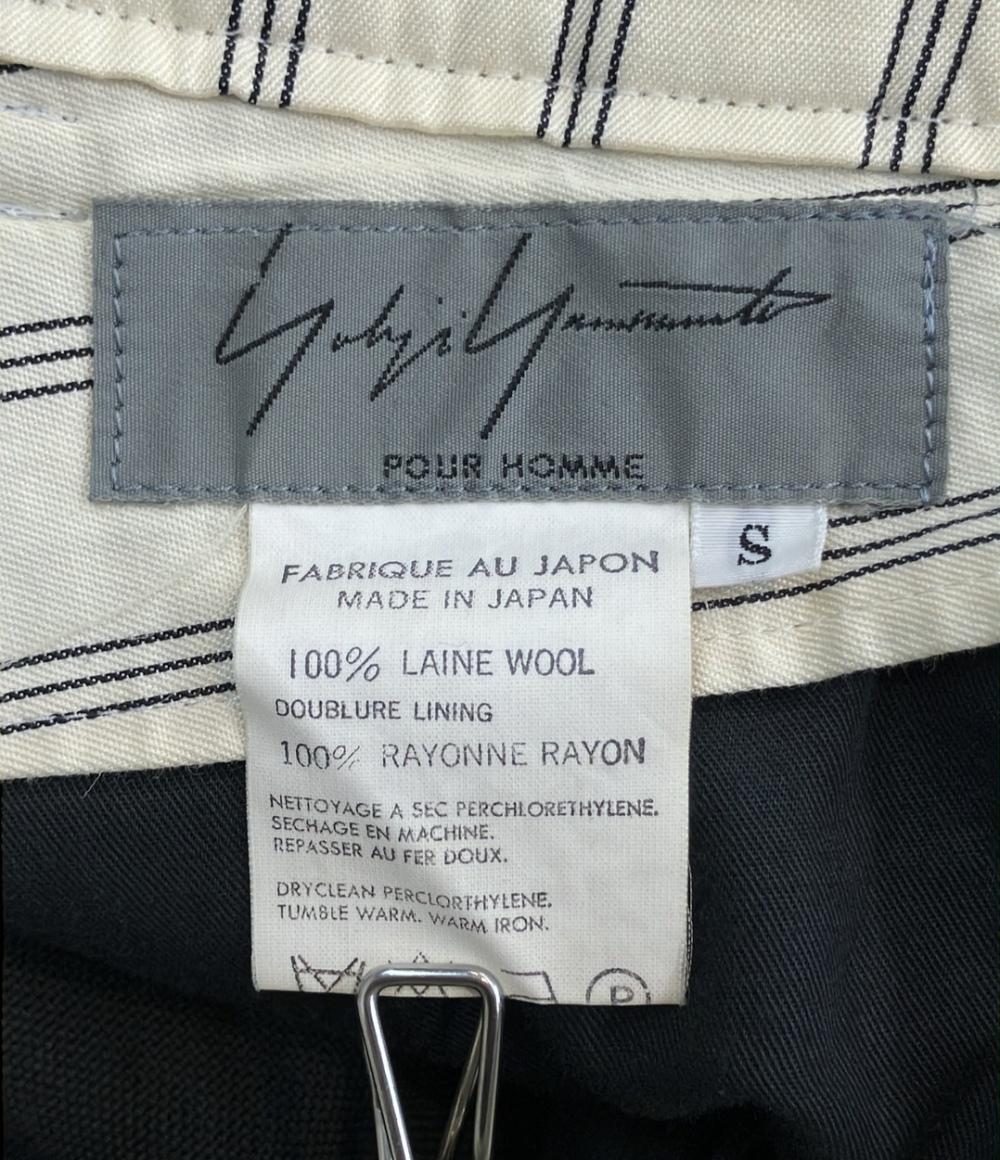 Yohji Yamamoto
POUR HOMME
S
FABRIQUE AU JAPON
MADE IN JAPAN
100% LAINE WOOL
DOUBLURE LINING
100% RAYONNE RAYON
NETTOYAGE A SEC PERCHLORETHYLENE.
SECHAGE EN MACHINE.
REPASSER AU FER DOUX.
DRYCLEAN PERCLORTHYLENE.
TUMBLE WARM. WARM IRON.
P